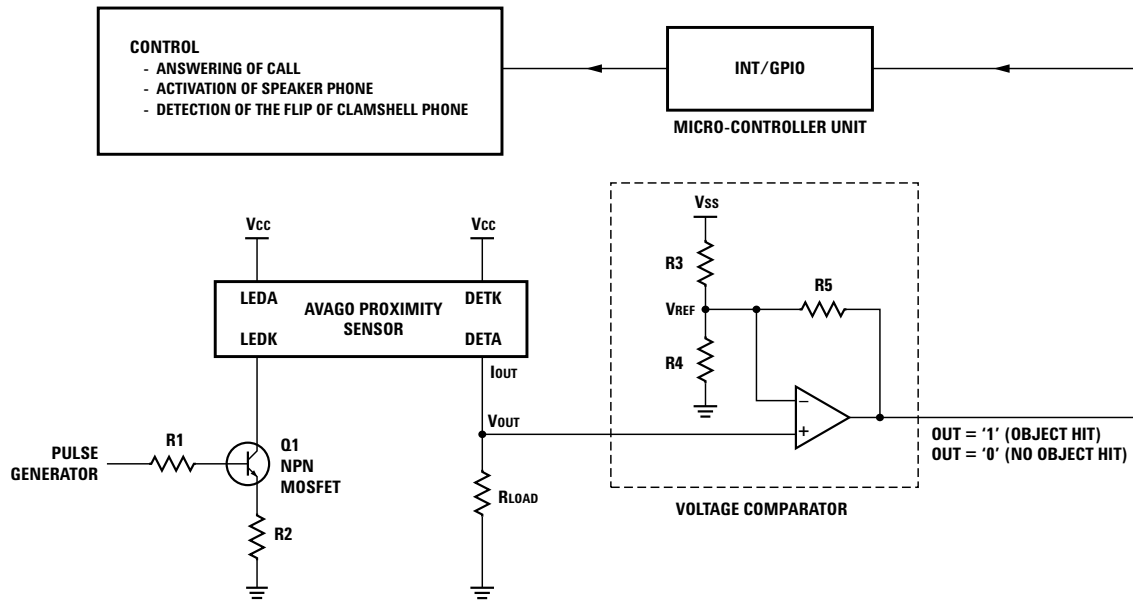 CONTROL
- ANSWERING OF CALL
- ACTIVATION OF SPEAKER PHONE
- DETECTION OF THE FLIP OF CLAMSHELL PHONE
INT/GPIO
MICRO-CONTROLLER UNIT
VCC
VCC
VSS
R3
R5
VREF
R4
LEDA
DETK
AVAGO PROXIMITY
SENSOR
LEDK
DETA
IOUT
VOUT
-
+
OUT = '1' (OBJECT HIT)
OUT = '0' (NO OBJECT HIT)
PULSE
GENERATOR
R1
Q1
NPN
MOSFET
RLOAD
R2
VOLTAGE COMPARATOR